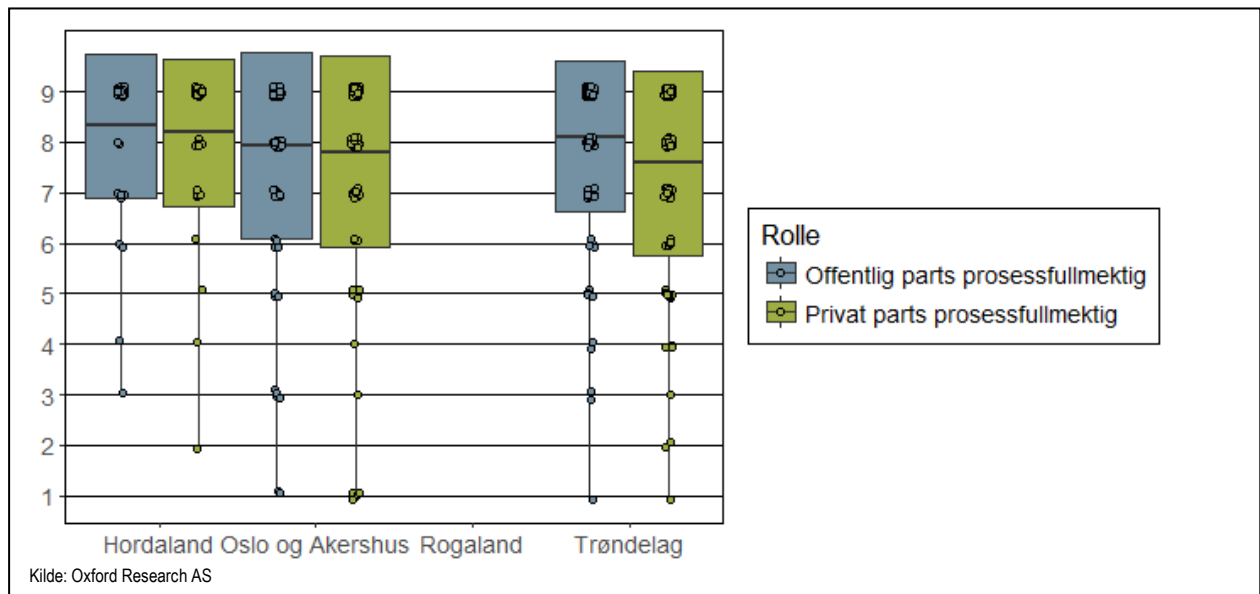 9
8
7
6
5
4
3
2
1
Hordaland Oslo og Akershus Rogaland Trøndelag
Rolle
Offentlig parts prosessfullmektig
Privat parts prosessfullmektig
Kilde: Oxford Research AS